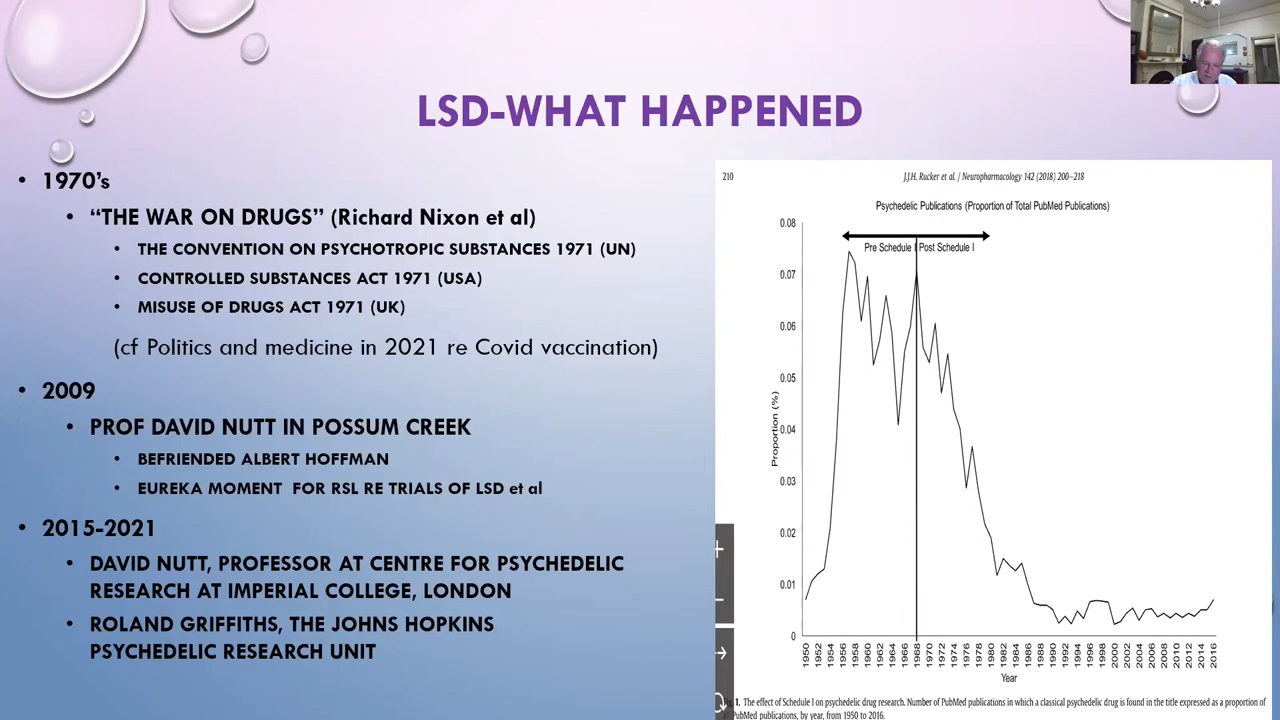 LSD-WHAT HAPPENED
• 1970's
• “THE WAR ON DRUGS” (Richard Nixon et al)
• THE CONVENTION ON PSYCHOTROPIC SUBSTANCES 1971 (UN)
• CONTROLLED SUBSTANCES ACT 1971 (USA)
• MISUSE OF DRUGS ACT 1971 (UK)
(cf Politics and medicine in 2021 re Covid vaccination)
• 2009
• PROF DAVID NUTT IN POSSUM CREEK
• BEFRIENDED ALBERT HOFFMAN
• EUREKA MOMENT FOR RSL RE TRIALS OF LSD et al
• 2015-2021
• DAVID NUTT, PROFESSOR AT CENTRE FOR PSYCHEDELIC
RESEARCH AT IMPERIAL COLLEGE, LONDON
• ROLAND GRIFFITHS, THE JOHNS HOPKINS
PSYCHEDELIC RESEARCH UNIT
210
J.J.H. Rucker et al. / Neuropharmacology 142 (2018) 200–218
Psychedelic Publications (Proportion of Total PubMed Publications)
Pre Schedule I Post Schedule I
Proportion (%)
0.08
0.07
0.06
0.05
0.04
0.03
0.02
0.01
0
1950 1952 1954 1956 1958 1960 1962 1964 1966 1968 1970 1972 1974 1976 1978 1980 1982 1984 1986 1988 1990 1992 1994 1996 1998 2000 2002 2004 2006 2008 2010 2012 2014 2016
Year
1. The effect of Schedule I on psychedelic drug research. Number of PubMed publications in which a classical psychedelic drug is found in the title expressed as a proportion of
PubMed publications, by year, from 1950 to 2016.